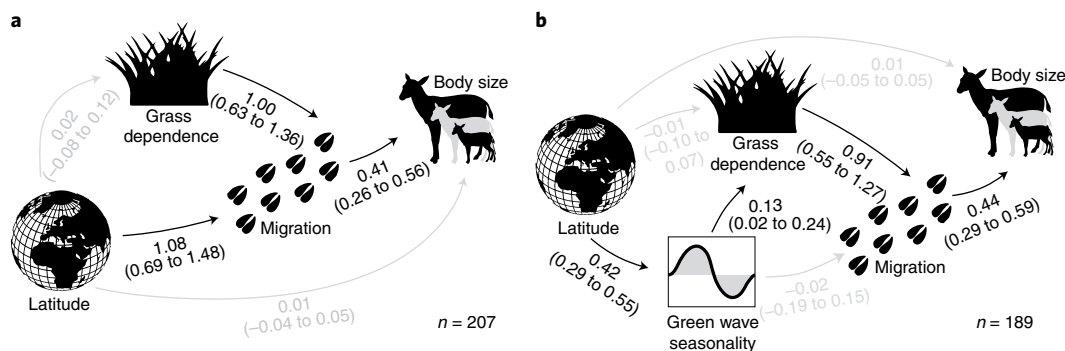 a
Grass
dependence
0.02
(−0.08 to 0.12)
1.00
(0.63 to 1.36)
Body size
0.41
(0.26 to 0.56)
Migration
1.08
(0.69 to 1.48)
Latitude
0.01
(−0.04 to 0.05)
n = 207
b
0.01
(−0.05 to 0.05)
Body size
−0.01
(−0.10 to
0.07)
Grass
dependence
0.91
(0.55 to 1.27)
Latitude
0.13
(0.02 to 0.24)
0.44
(0.29 to 0.59)
0.42
(0.29 to 0.55)
Migration
−0.02
(−0.19 to 0.15)
Green wave
seasonality
n = 189